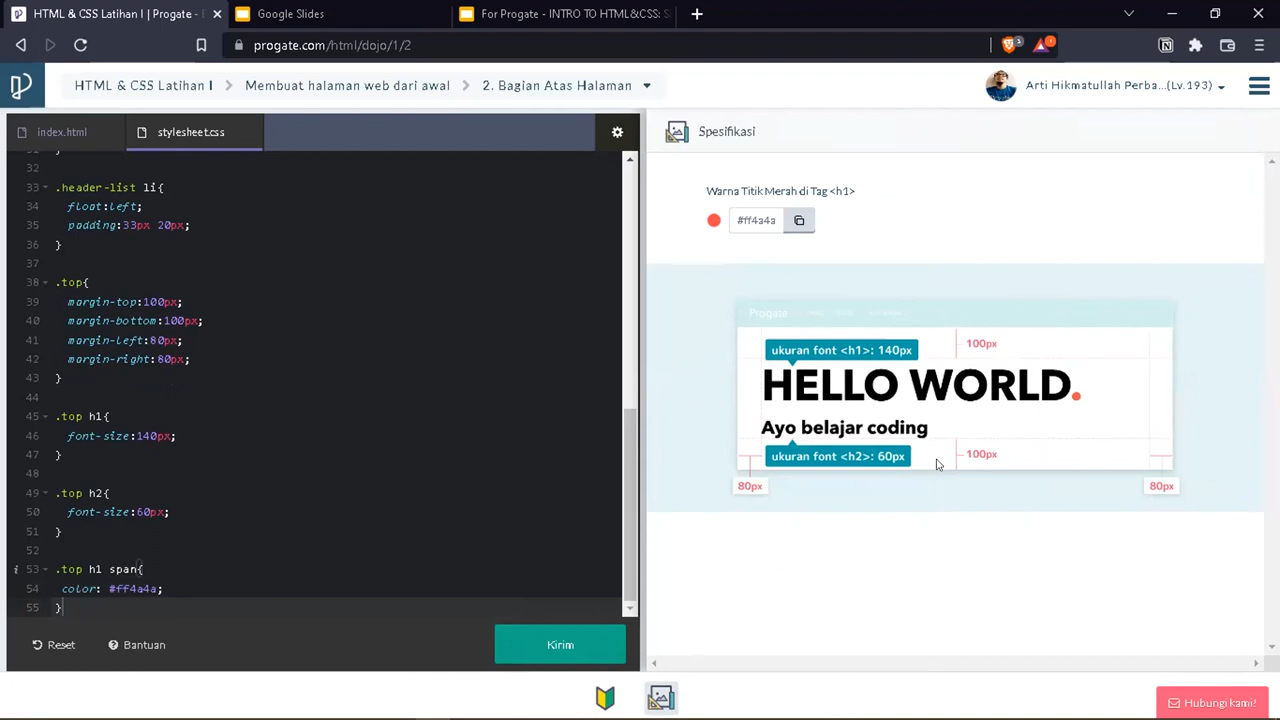 HTML & CSS Latihan I | Progate -
Google Slides
For Progate - INTRO TO HTML&CSS: S
progate.com/html/dojo/1/2
HTML & CSS Latihan I
Membuat halaman web dari awal
2. Bagian Atas Halaman
Arti Hikmatullah Perba...(Lv.193)
index.html
stylesheet.css
Spesifikasi
32
33 .header-list li{
34 float:left;
35 padding:33px 20px;
36 }
37
38 .top{
39 margin-top:100px;
40 margin-bottom:100px;
41 margin-left:80px;
42 margin-right:80px;
43 }
44
45 .top h1{
46 font-size:140px;
47 }
48
49 .top h2{
50 font-size:60px;
51 }
52
53 .top h1 span{
54 color: #ff4a4a;
55 }
Reset
Bantuan
Kirim
Warna Titik Merah di Tag <h1>
#ff4a4a
Progate
ukuran font <h1>: 140px
100px
HELLO WORLD.
Ayo belajar coding
ukuran font <h2>: 60px
100px
80px
80px
Hubungi kami!